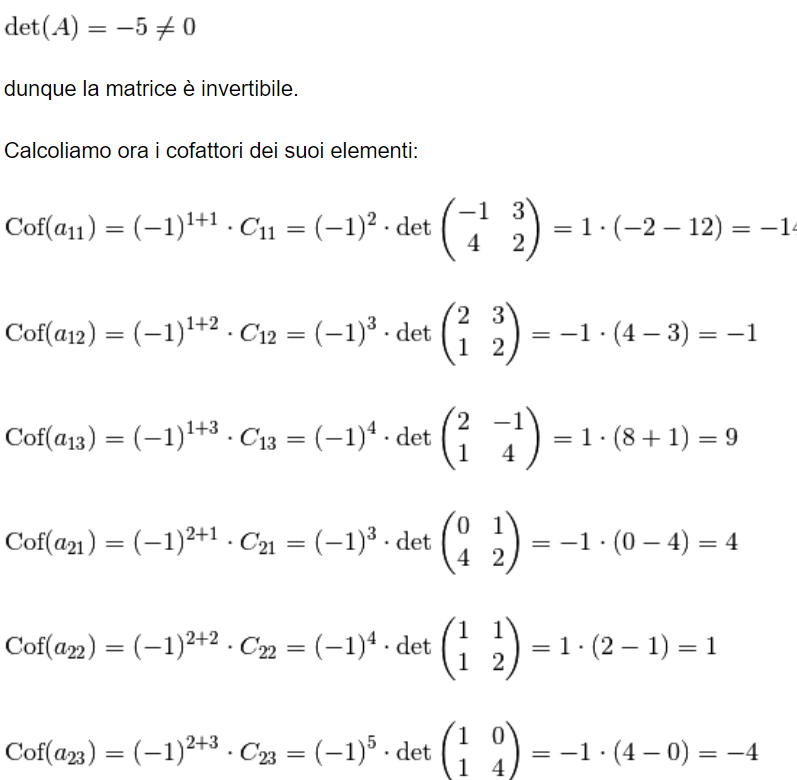 det(A) = −5 ≠ 0
dunque la matrice è invertibile.
Calcoliamo ora i cofattori dei suoi elementi:
Cof(a₁₁) = (−1)¹⁺¹ · C₁₁ = (−1)² · det (−1 3; 4 2) = 1 · (−2 − 12) = −14
Cof(a₁₂) = (−1)¹⁺² · C₁₂ = (−1)³ · det (2 3; 1 2) = −1 · (4 − 3) = −1
Cof(a₁₃) = (−1)¹⁺³ · C₁₃ = (−1)⁴ · det (2 −1; 1 4) = 1 · (8 + 1) = 9
Cof(a₂₁) = (−1)²⁺¹ · C₂₁ = (−1)³ · det (0 1; 4 2) = −1 · (0 − 4) = 4
Cof(a₂₂) = (−1)²⁺² · C₂₂ = (−1)⁴ · det (1 1; 1 2) = 1 · (2 − 1) = 1
Cof(a₂₃) = (−1)²⁺³ · C₂₃ = (−1)⁵ · det (1 0; 1 4) = −1 · (4 − 0) = −4